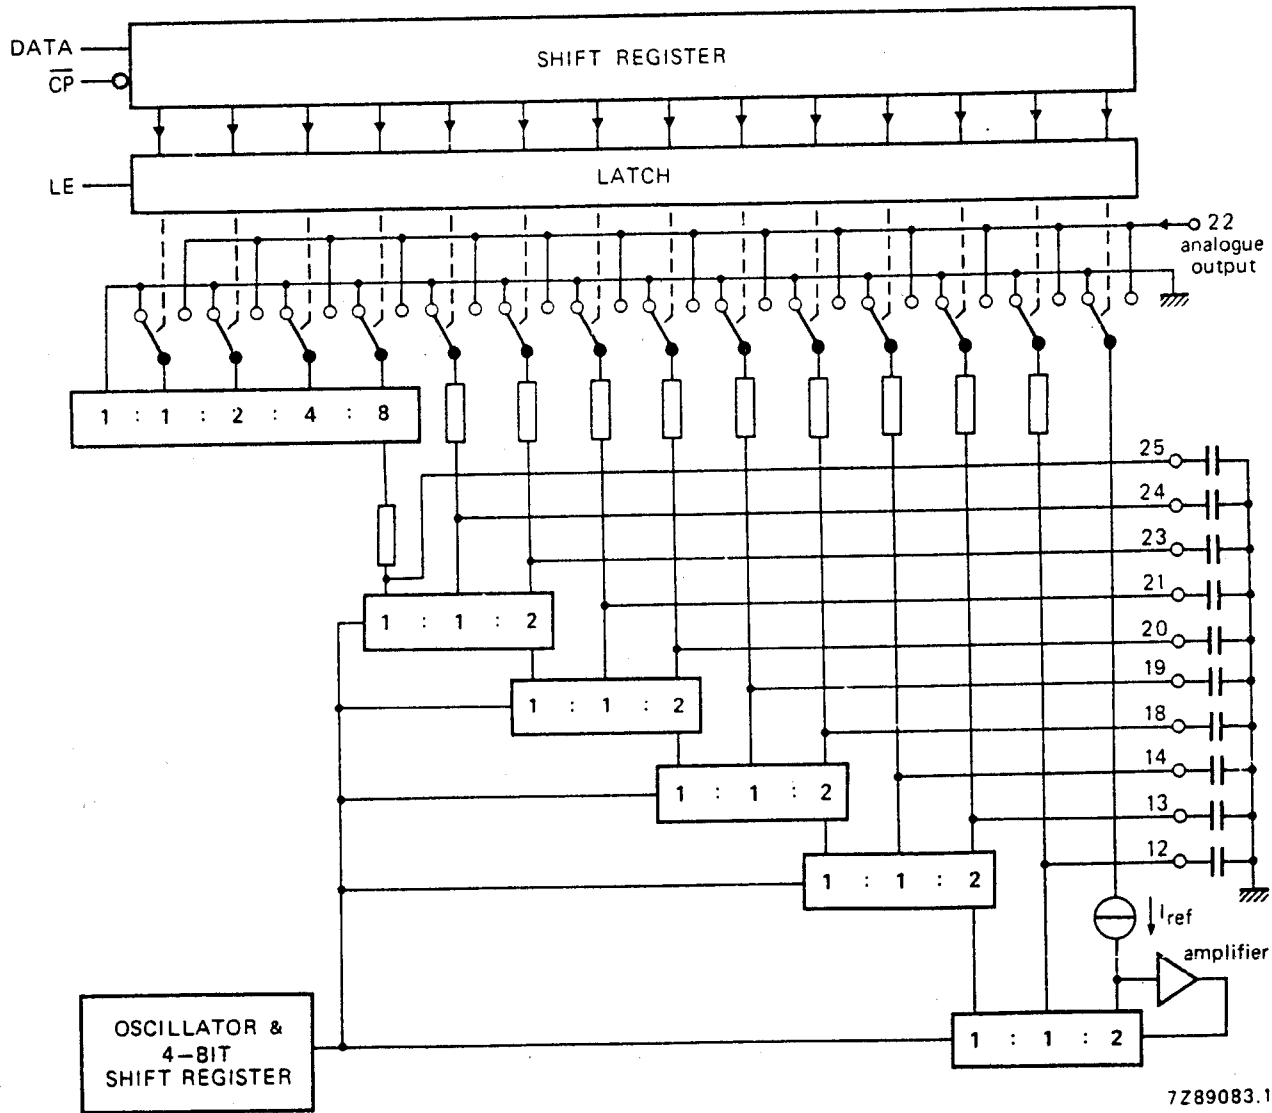 DATA
CP
SHIFT REGISTER
LE
LATCH
22
analogue
output
1 : 1 : 2 : 4 : 8
25
24
23
21
20
19
18
14
13
12
1 : 1 : 2
1 : 1 : 2
1 : 1 : 2
1 : 1 : 2
Iref
amplifier
1 : 1 : 2
OSCILLATOR &
4-BIT
SHIFT REGISTER
7Z89083.1